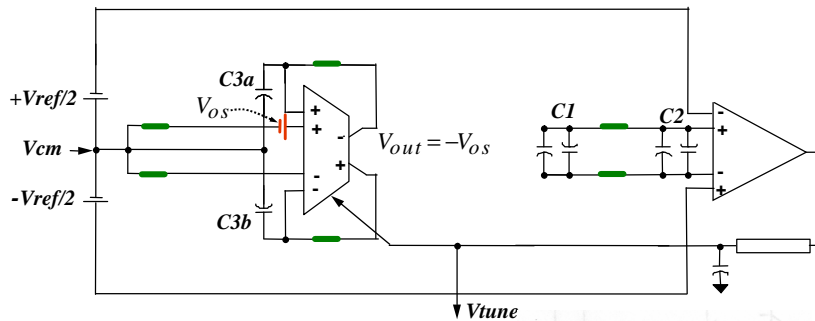 C3a
+Vref/2
Vos
+
+
-
C1
C2
-
+
Vcm
Vout = −Vos
-
-
+
-
+
-Vref/2
C3b
Vtune